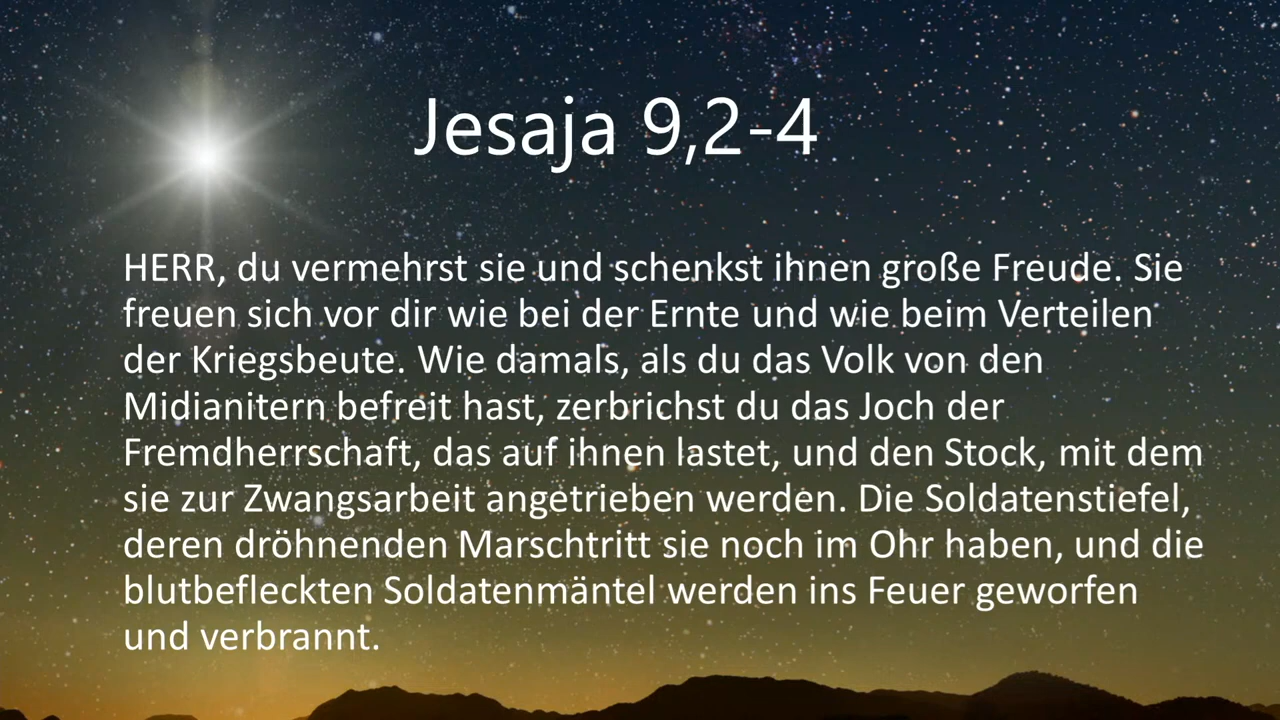 Jesaja 9,2-4
HERR, du vermehrst sie und schenkst ihnen große Freude. Sie
freuen sich vor dir wie bei der Ernte und wie beim Verteilen
der Kriegsbeute. Wie damals, als du das Volk von den
Midianitern befreit hast, zerbrichst du das Joch der
Fremdherrschaft, das auf ihnen lastet, und den Stock, mit dem
sie zur Zwangsarbeit angetrieben werden. Die Soldatenstiefel,
deren dröhnenden Marschtritt sie noch im Ohr haben, und die
blutbefleckten Soldatenmäntel werden ins Feuer geworfen
und verbrannt.